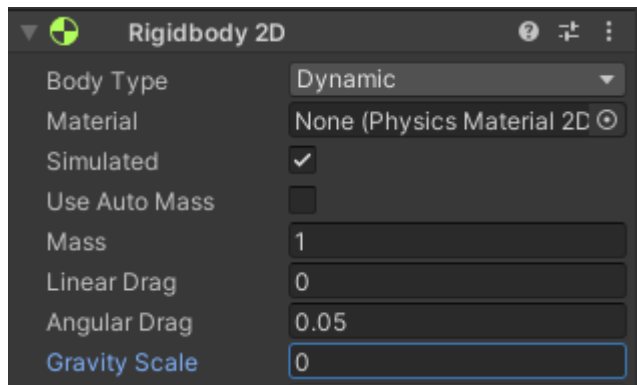 Rigidbody 2D
Body Type Dynamic
Material None (Physics Material 2D
Simulated
Use Auto Mass
Mass 1
Linear Drag 0
Angular Drag 0.05
Gravity Scale 0